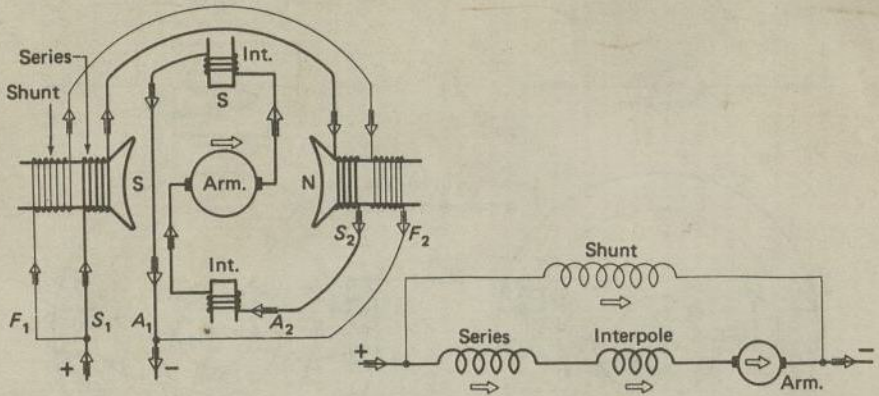 Series
Shunt
Int.
S
S
Arm.
N
Int.
F1
S1
A1
A2
S2
F2
+
−
Shunt
Series
Interpole
+
−
Arm.